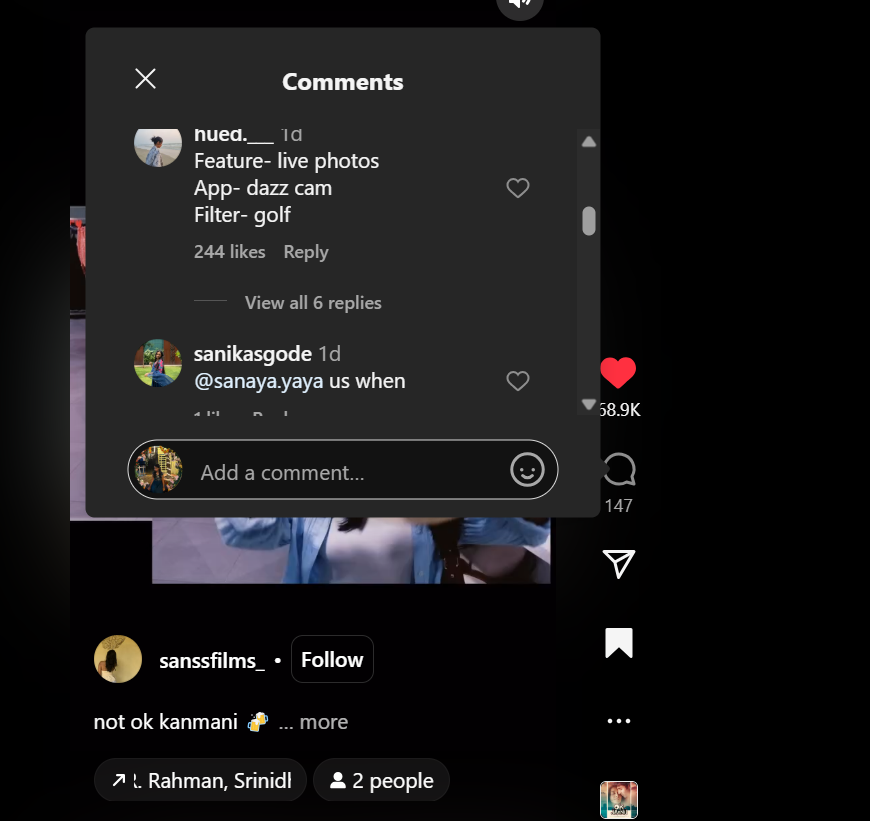 Comments
hued.___ 1d
Feature- live photos
App- dazz cam
Filter- golf
244 likes Reply
View all 6 replies
sanikasgode 1d
@sanaya.yaya us when
Add a comment...
68.9K
147
sanssfilms_ • Follow
not ok kanmani 🍻 ... more
Rahman, Srinidl
2 people